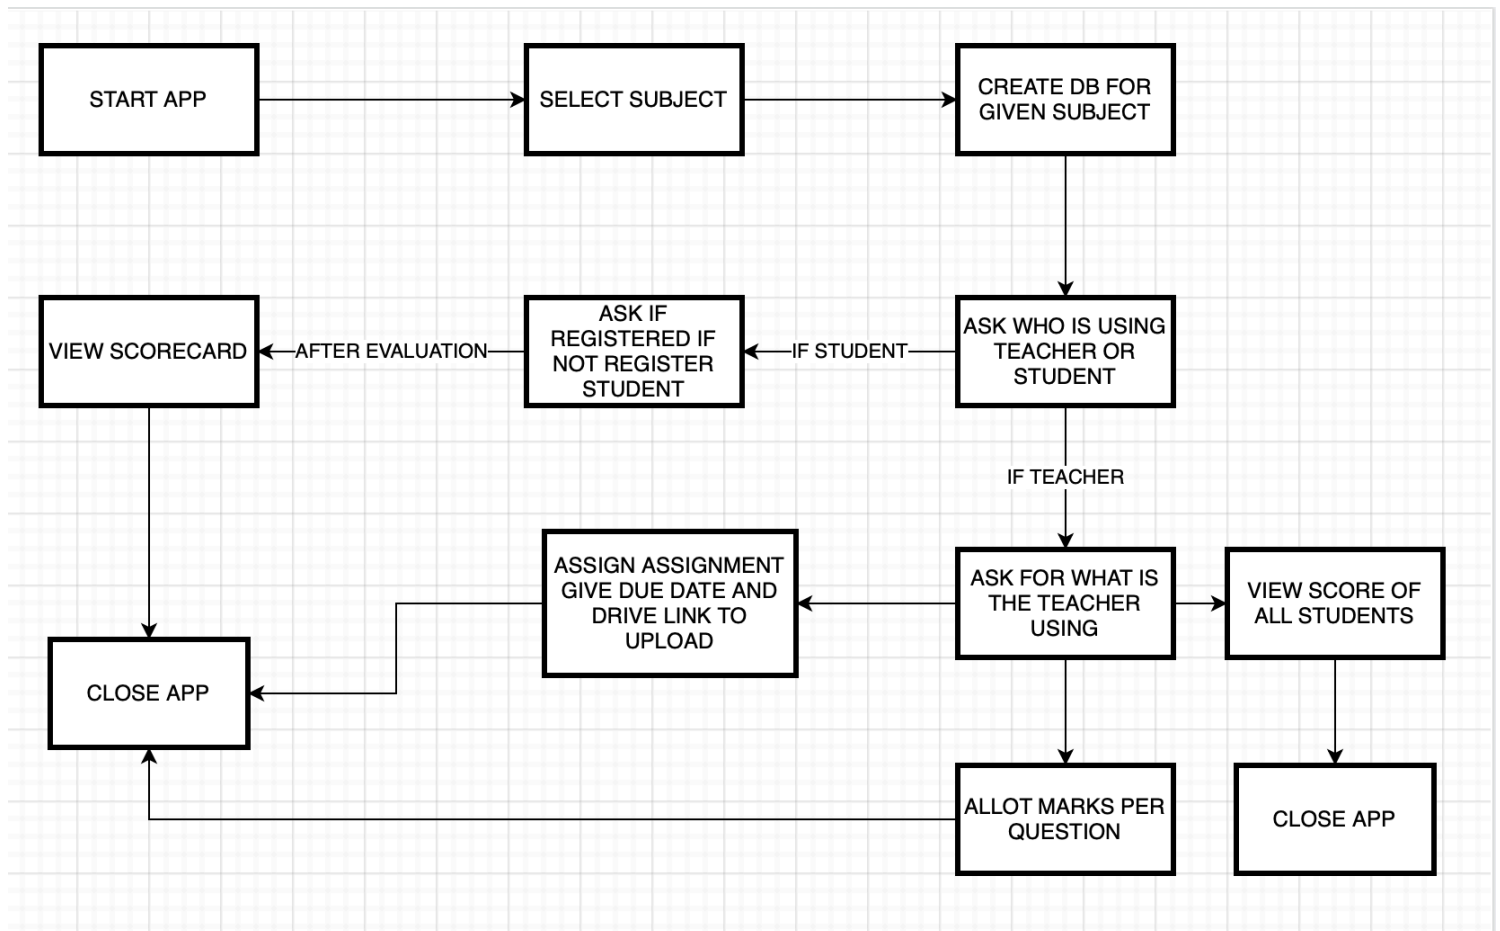 START APP
SELECT SUBJECT
CREATE DB FOR
GIVEN SUBJECT
VIEW SCORECARD
AFTER EVALUATION
ASK IF
REGISTERED IF
NOT REGISTER
STUDENT
IF STUDENT
ASK WHO IS USING
TEACHER OR
STUDENT
IF TEACHER
ASSIGN ASSIGNMENT
GIVE DUE DATE AND
DRIVE LINK TO
UPLOAD
ASK FOR WHAT IS
THE TEACHER
USING
VIEW SCORE OF
ALL STUDENTS
CLOSE APP
ALLOT MARKS PER
QUESTION
CLOSE APP